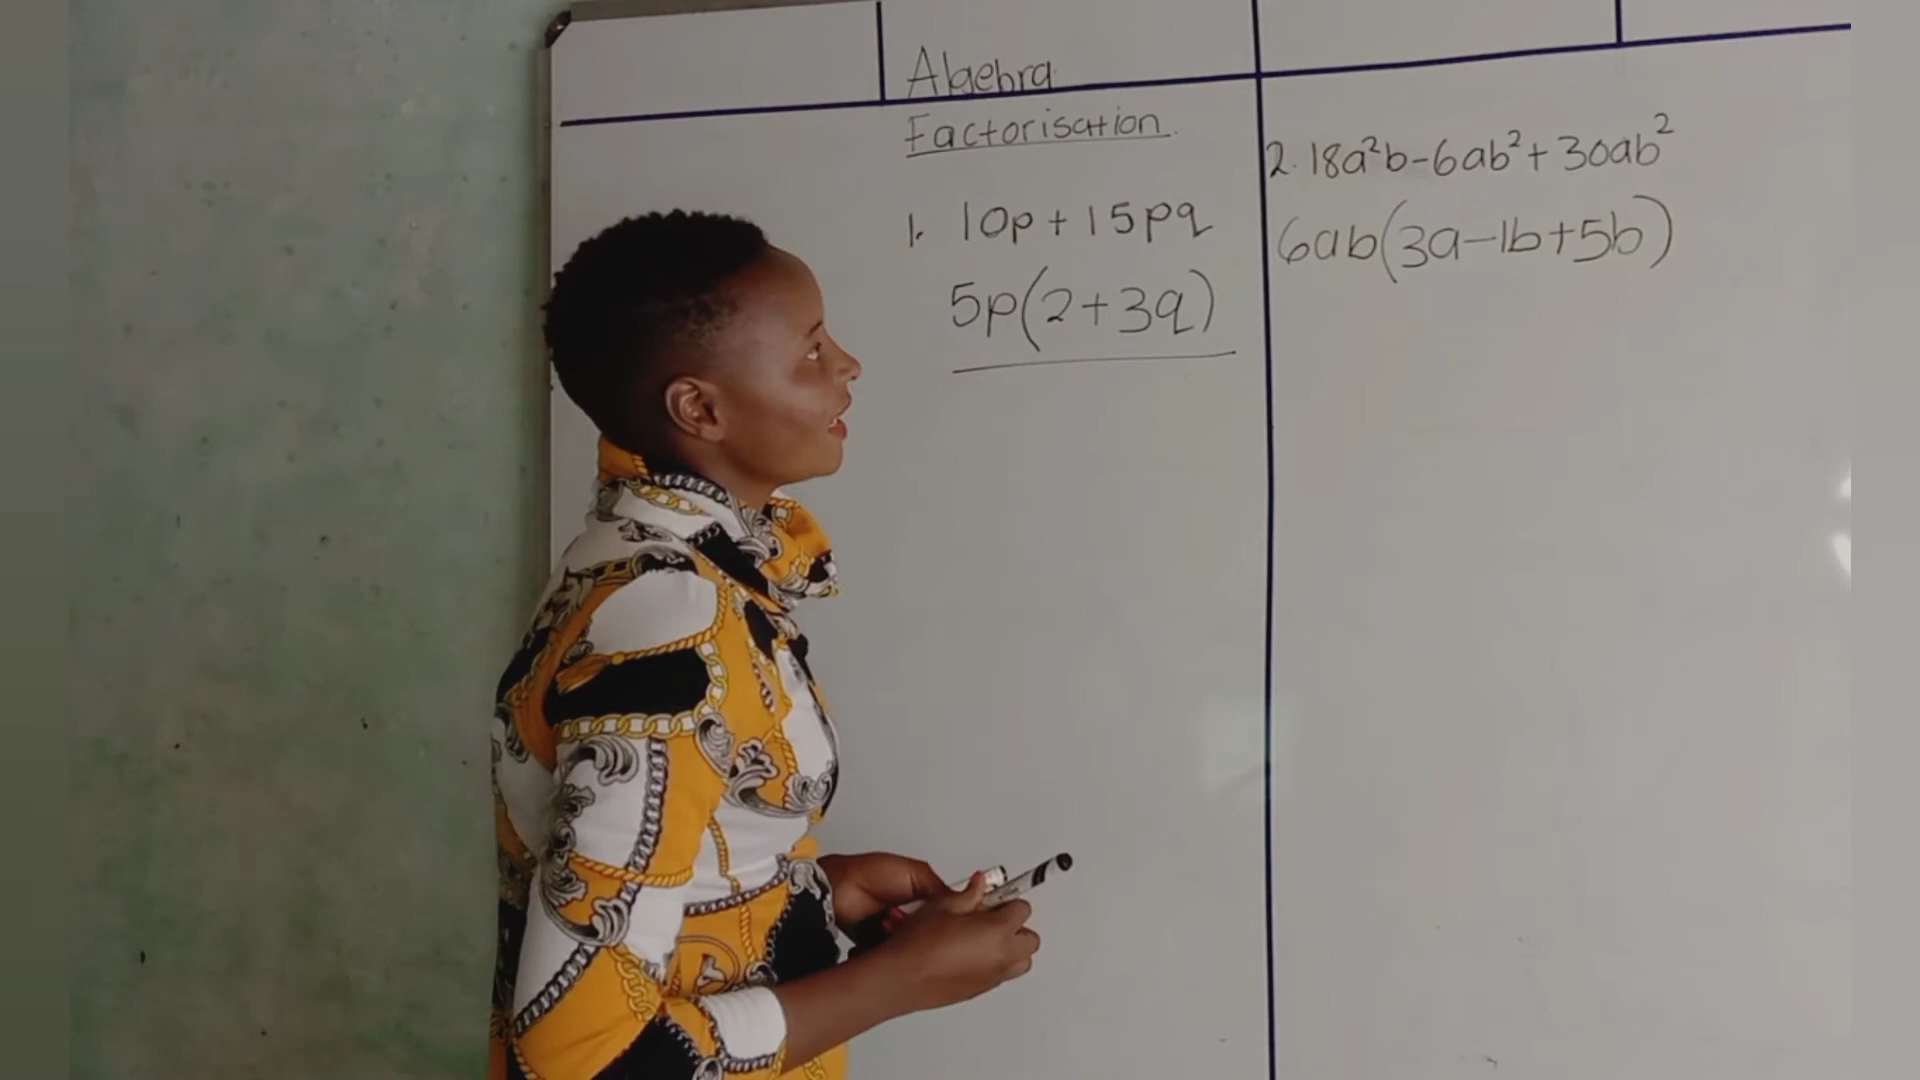 Algebra
Factorisation.
1. 10p + 15pq
5p(2+3q)
2. 18a²b-6ab²+30ab²
6ab(3a-1b+5b)